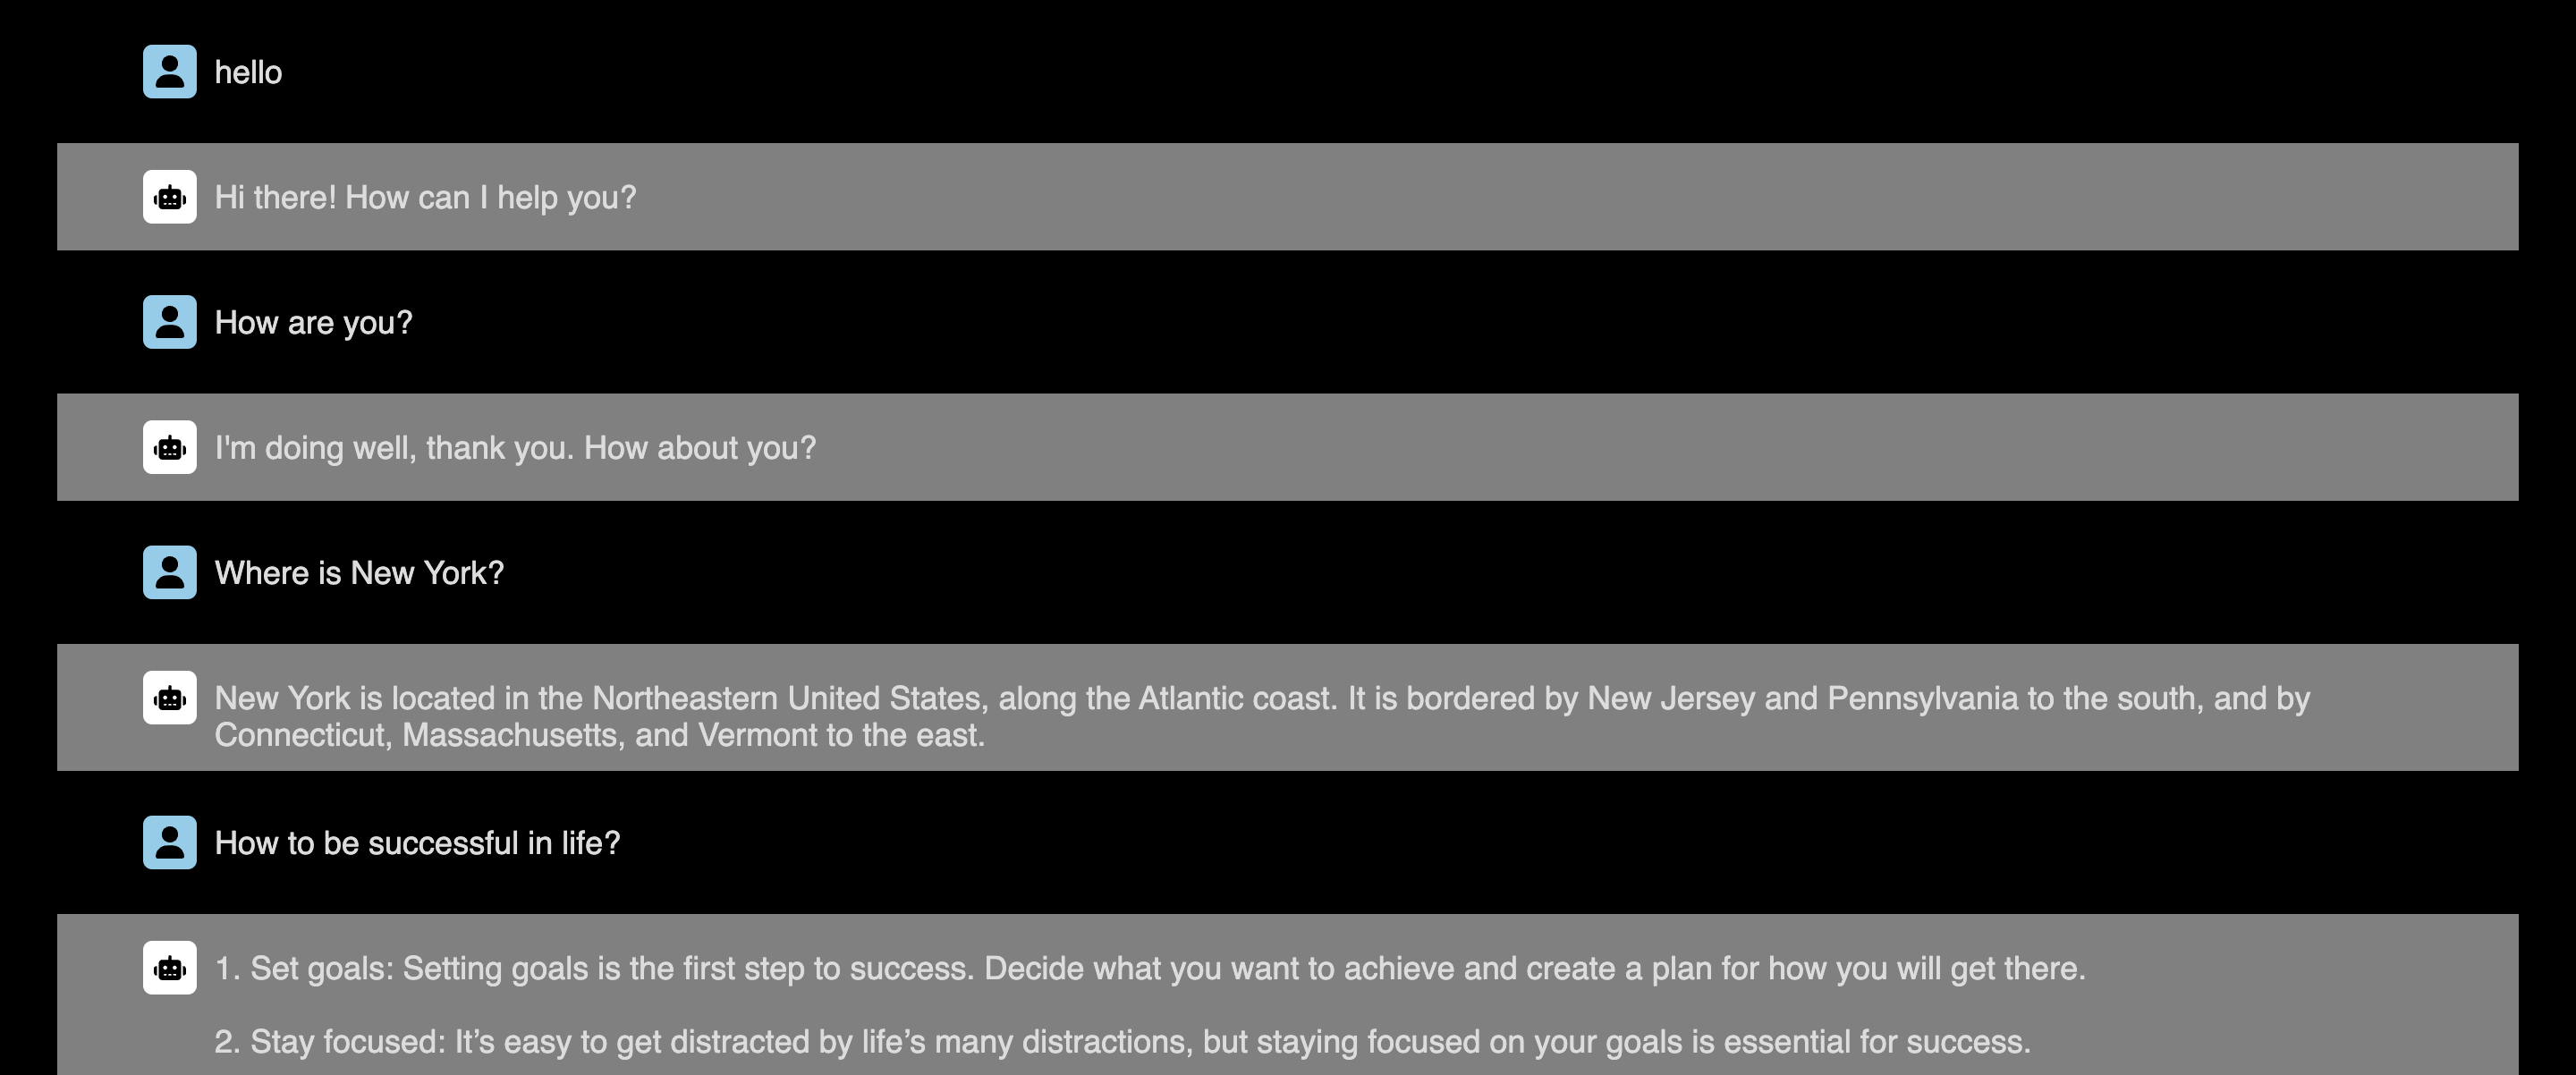 hello
Hi there! How can I help you?
How are you?
I'm doing well, thank you. How about you?
Where is New York?
New York is located in the Northeastern United States, along the Atlantic coast. It is bordered by New Jersey and Pennsylvania to the south, and by
Connecticut, Massachusetts, and Vermont to the east.
How to be successful in life?
1. Set goals: Setting goals is the first step to success. Decide what you want to achieve and create a plan for how you will get there.
2. Stay focused: It’s easy to get distracted by life’s many distractions, but staying focused on your goals is essential for success.